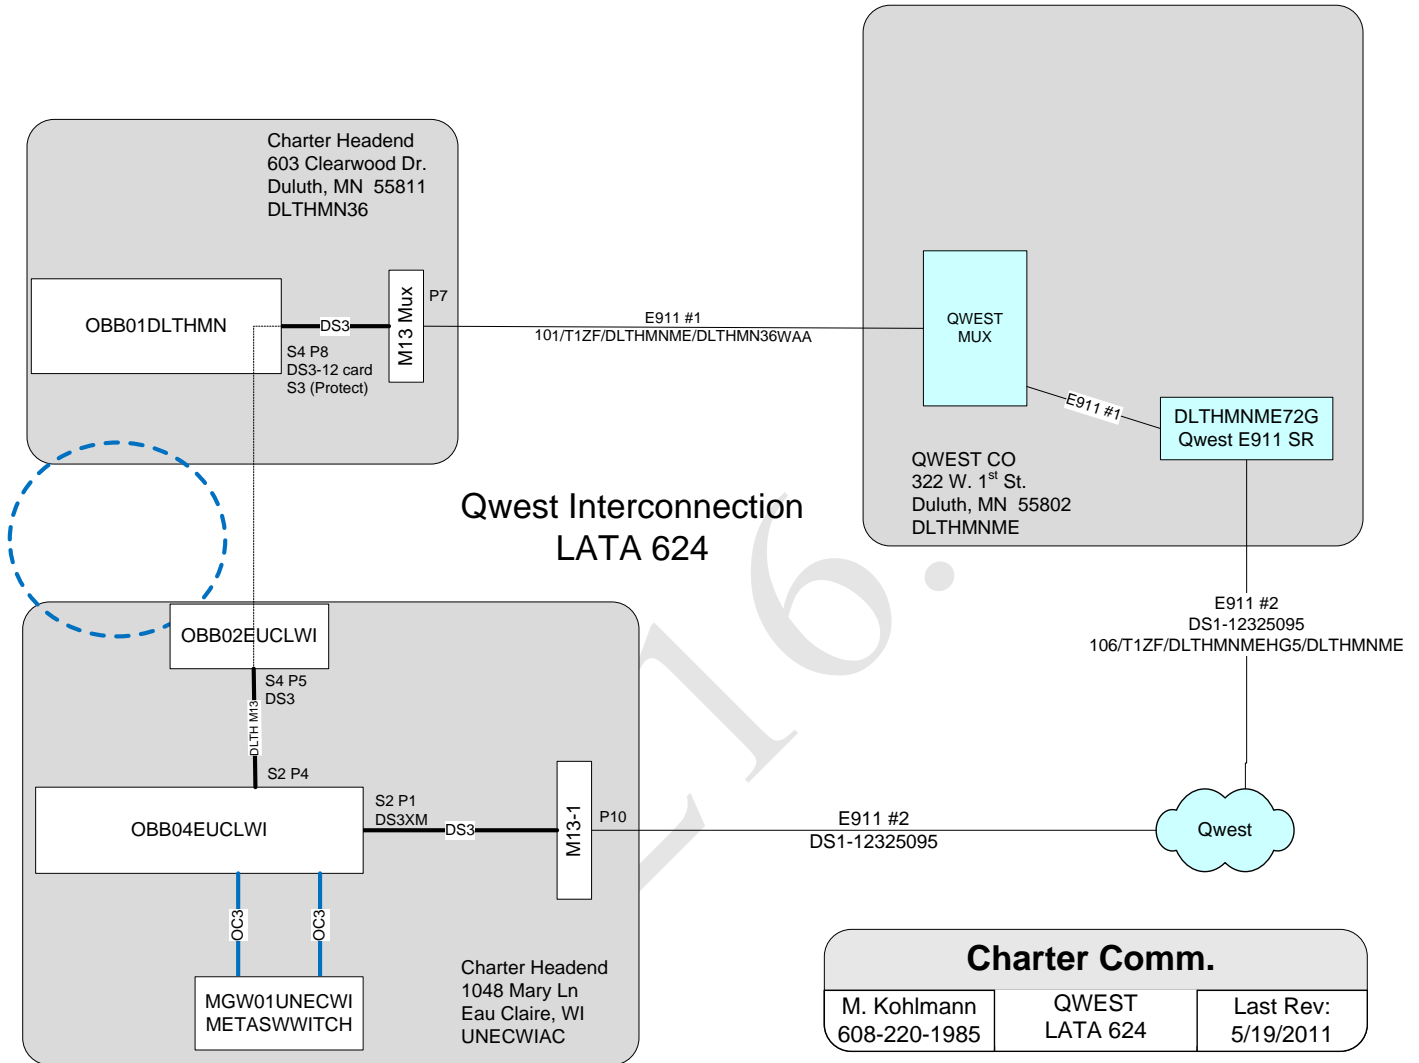 Charter Headend
603 Clearwood Dr.
Duluth, MN 55811
DLTHMN36
OBB01DLTHMN
DS3
M13 Mux
P7
S4 P8
DS3-12 card
S3 (Protect)
E911 #1
101/T1ZF/DLTHMNME/DLTHMN36WAA
QWEST
MUX
E911 #1
DLTHMNME72G
Qwest E911 SR
QWEST CO
322 W. 1st St.
Duluth, MN 55802
DLTHMNME
Qwest Interconnection
LATA 624
E911 #2
DS1-12325095
106/T1ZF/DLTHMNMEHG5/DLTHMNME
OBB02EUCLWI
S4 P5
DS3
DLTH M13
S2 P4
OBB04EUCLWI
S2 P1
DS3XM
DS3
M13-1
P10
E911 #2
DS1-12325095
Qwest
OC3
OC3
MGW01UNECWI
METASWWITCH
Charter Headend
1048 Mary Ln
Eau Claire, WI
UNECWIAC
Charter Comm.
M. Kohlmann
608-220-1985
QWEST
LATA 624
Last Rev:
5/19/2011